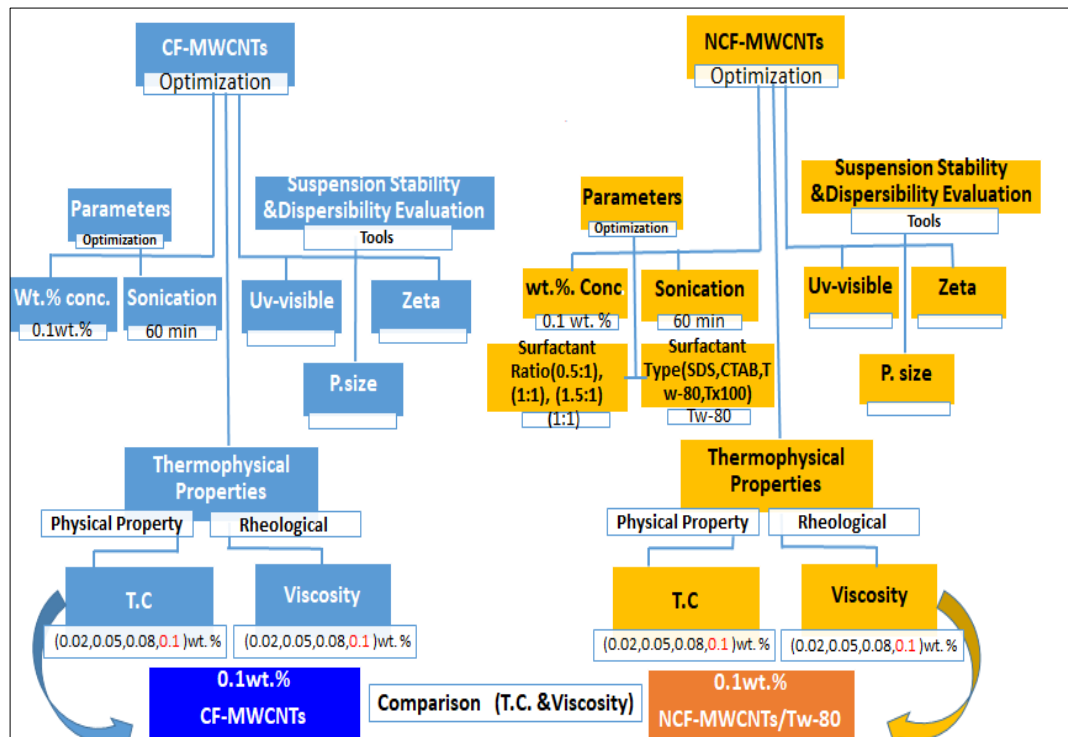 CF-MWCNTs
Optimization
Parameters
Optimization
Wt.% conc.
0.1wt.%
Sonication
60 min
Suspension Stability
&Dispersibility Evaluation
Tools
Uv-visible
Zeta
P.size
Thermophysical
Properties
Physical Property
Rheological
T.C
(0.02,0.05,0.08,0.1)wt.%
Viscosity
(0.02,0.05,0.08,0.1)wt.%
0.1wt.%
CF-MWCNTs
Comparison (T.C.&Viscosity)
NCF-MWCNTs
Optimization
Parameters
Optimization
wt.%. Conc
0.1 wt. %
Sonication
60 min
Surfactant
Ratio(0.5:1),
(1:1), (1.5:1)
(1:1)
Surfactant
Type(SDS,CTAB,T
w-80,Tx100)
Tw-80
Suspension Stability
&Dispersibility Evaluation
Tools
Uv-visible
Zeta
P. size
Thermophysical
Properties
Physical Property
Rheological
T.C
(0.02,0.05,0.08,0.1)wt.%
Viscosity
(0.02,0.05,0.08,0.1)wt.%
0.1wt.%
NCF-MWCNTs/Tw-80